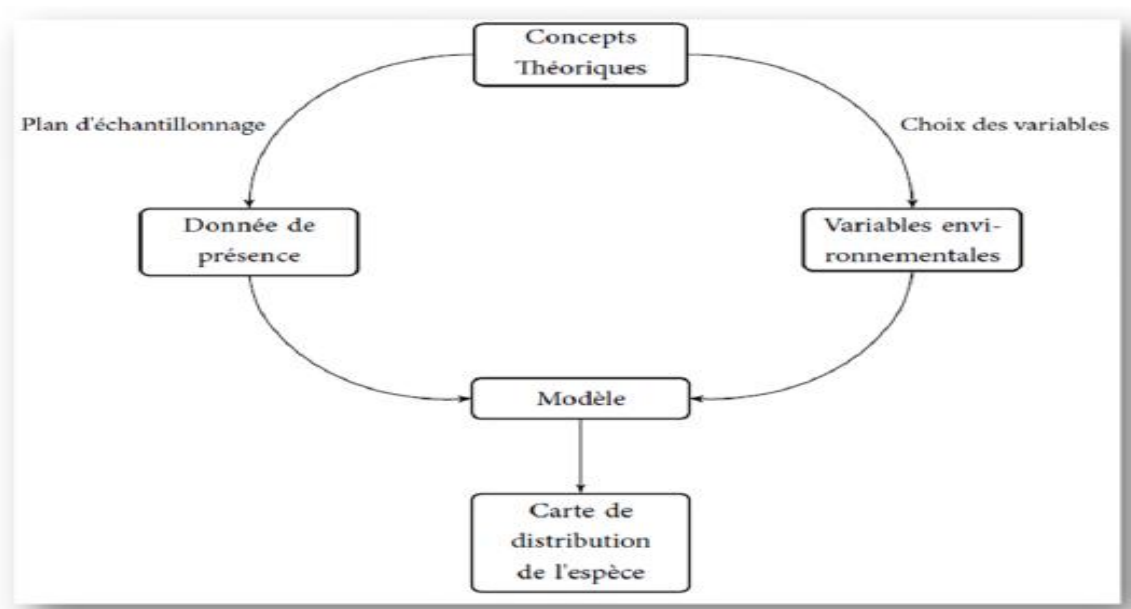 Concepts
Théoriques
Plan d'échantillonnage
Choix des variables
Donnée de
présence
Variables envi-
ronnementales
Modèle
Carte de
distribution
de l'espèce